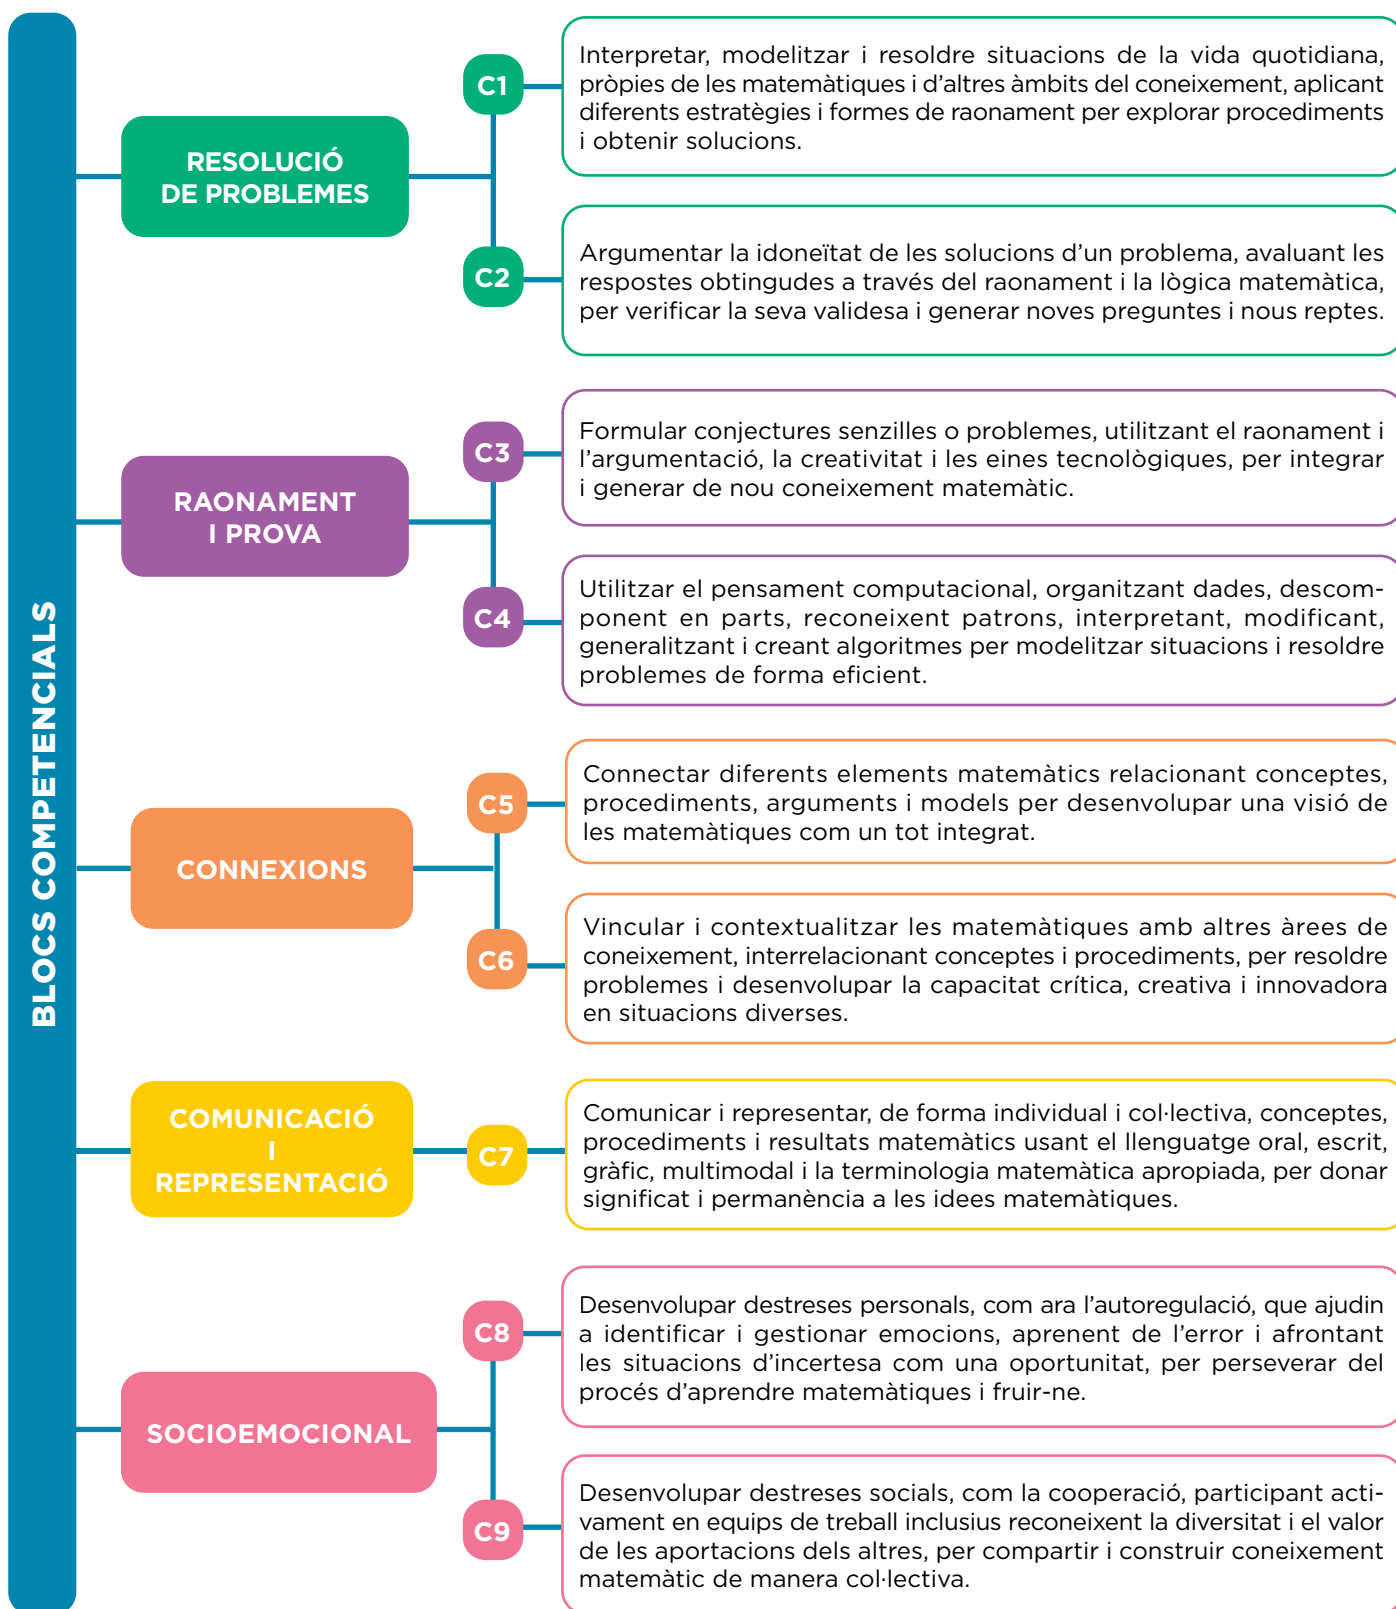 BLOCS COMPETENCIALS
RESOLUCIÓ
DE PROBLEMES
C1
Interpretar, modelitzar i resoldre situacions de la vida quotidiana,
pròpies de les matemàtiques i d’altres àmbits del coneixement, aplicant
diferents estratègies i formes de raonament per explorar procediments
i obtenir solucions.
C2
Argumentar la idoneïtat de les solucions d’un problema, avaluant les
respostes obtingudes a través del raonament i la lògica matemàtica,
per verificar la seva validesa i generar noves preguntes i nous reptes.
RAONAMENT
I PROVA
C3
Formular conjectures senzilles o problemes, utilitzant el raonament i
l’argumentació, la creativitat i les eines tecnològiques, per integrar
i generar de nou coneixement matemàtic.
C4
Utilitzar el pensament computacional, organitzant dades, descom-
ponent en parts, reconeixent patrons, interpretant, modificant,
generalitzant i creant algoritmes per modelitzar situacions i resoldre
problemes de forma eficient.
CONNEXIONS
C5
Connectar diferents elements matemàtics relacionant conceptes,
procediments, arguments i models per desenvolupar una visió de
les matemàtiques com un tot integrat.
C6
Vincular i contextualitzar les matemàtiques amb altres àrees de
coneixement, interrelacionant conceptes i procediments, per resoldre
problemes i desenvolupar la capacitat crítica, creativa i innovadora
en situacions diverses.
COMUNICACIÓ
I
REPRESENTACIÓ
C7
Comunicar i representar, de forma individual i col·lectiva, conceptes,
procediments i resultats matemàtics usant el llenguatge oral, escrit,
gràfic, multimodal i la terminologia matemàtica apropiada, per donar
significat i permanència a les idees matemàtiques.
SOCIOEMOCIONAL
C8
Desenvolupar destreses personals, com ara l’autoregulació, que ajudin
a identificar i gestionar emocions, aprenent de l’error i afrontant
les situacions d’incertesa com una oportunitat, per perseverar del
procés d’aprendre matemàtiques i fruir-ne.
C9
Desenvolupar destreses socials, com la cooperació, participant acti-
vament en equips de treball inclusius reconeixent la diversitat i el valor
de les aportacions dels altres, per compartir i construir coneixement
matemàtic de manera col·lectiva.